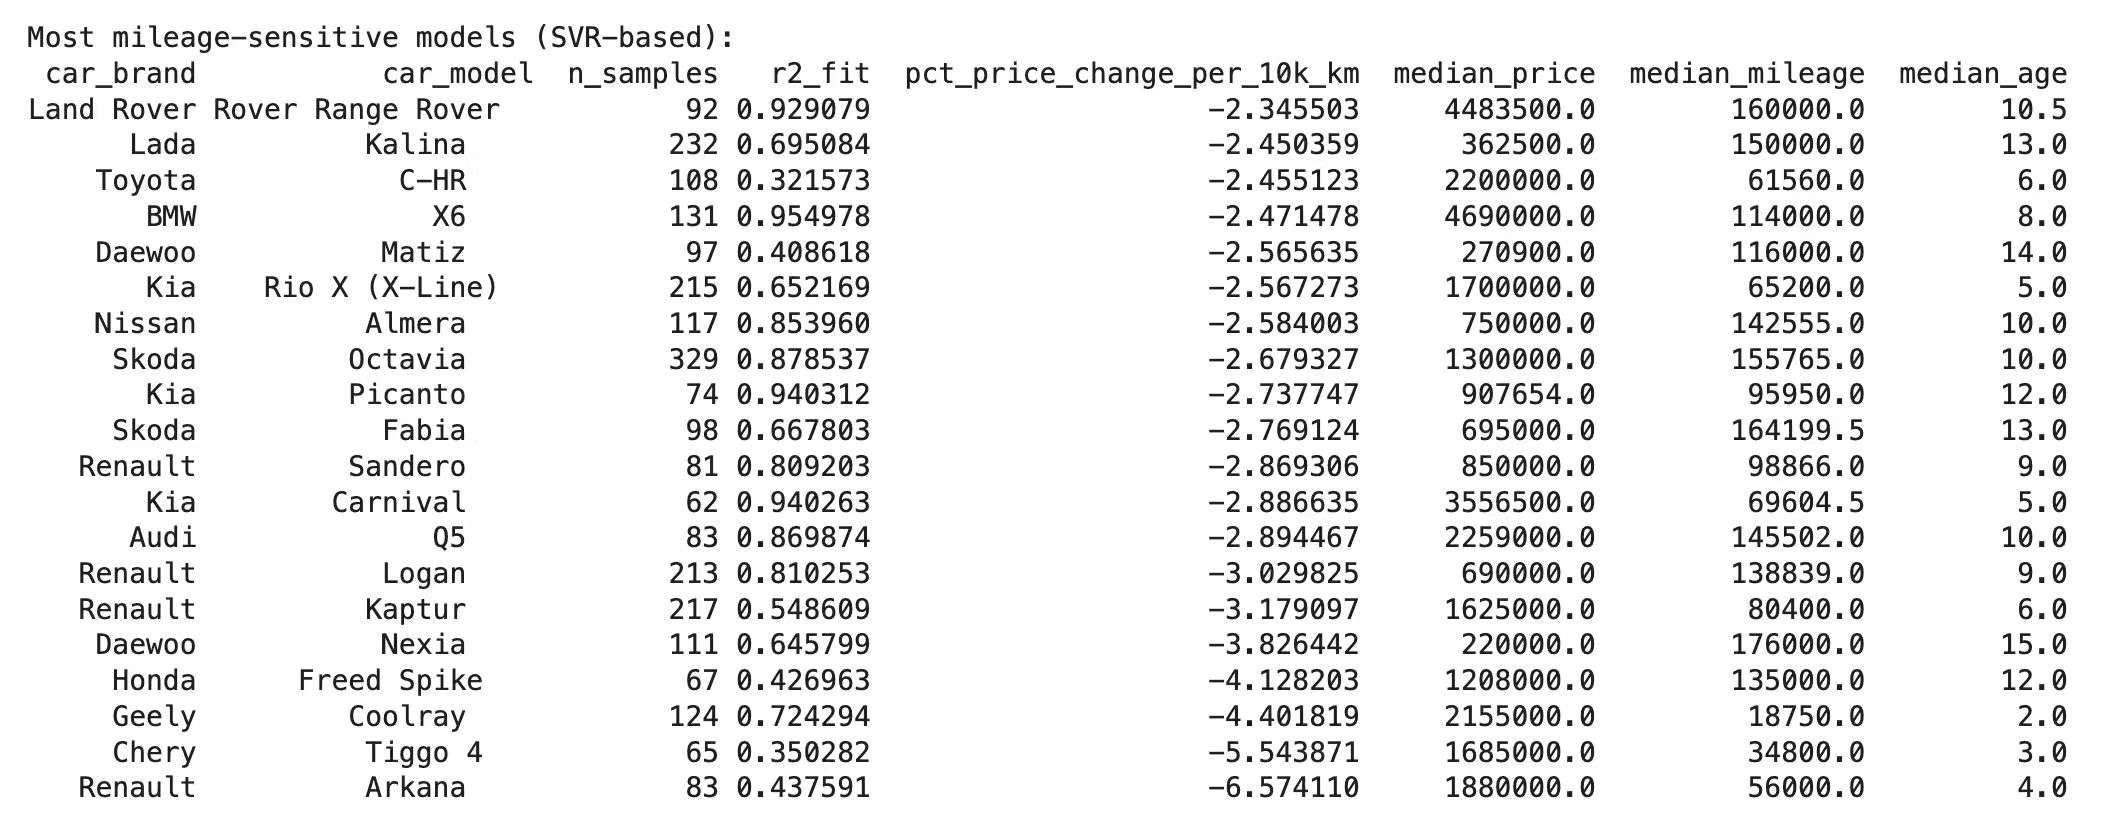 Most mileage-sensitive models (SVR-based):
car_brand car_model n_samples r2_fit pct_price_change_per_10k_km median_price median_mileage median_age
Land Rover Rover Range Rover 92 0.929079 -2.345503 4483500.0 160000.0 10.5
Lada Kalina 232 0.695084 -2.450359 362500.0 150000.0 13.0
Toyota C-HR 108 0.321573 -2.455123 2200000.0 61560.0 6.0
BMW X6 131 0.954978 -2.471478 4690000.0 114000.0 8.0
Daewoo Matiz 97 0.408618 -2.565635 270900.0 116000.0 14.0
Kia Rio X (X-Line) 215 0.652169 -2.567273 1700000.0 65200.0 5.0
Nissan Almera 117 0.853960 -2.584003 750000.0 142555.0 10.0
Skoda Octavia 329 0.878537 -2.679327 1300000.0 155765.0 10.0
Kia Picanto 74 0.940312 -2.737747 907654.0 95950.0 12.0
Skoda Fabia 98 0.667803 -2.769124 695000.0 164199.5 13.0
Renault Sandero 81 0.809203 -2.869306 850000.0 98866.0 9.0
Kia Carnival 62 0.940263 -2.886635 3556500.0 69604.5 5.0
Audi Q5 83 0.869874 -2.894467 2259000.0 145502.0 10.0
Renault Logan 213 0.810253 -3.029825 690000.0 138839.0 9.0
Renault Kaptur 217 0.548609 -3.179097 1625000.0 80400.0 6.0
Daewoo Nexia 111 0.645799 -3.826442 220000.0 176000.0 15.0
Honda Freed Spike 67 0.426963 -4.128203 1208000.0 135000.0 12.0
Geely Coolray 124 0.724294 -4.401819 2155000.0 18750.0 2.0
Chery Tiggo 4 65 0.350282 -5.543871 1685000.0 34800.0 3.0
Renault Arkana 83 0.437591 -6.574110 1880000.0 56000.0 4.0